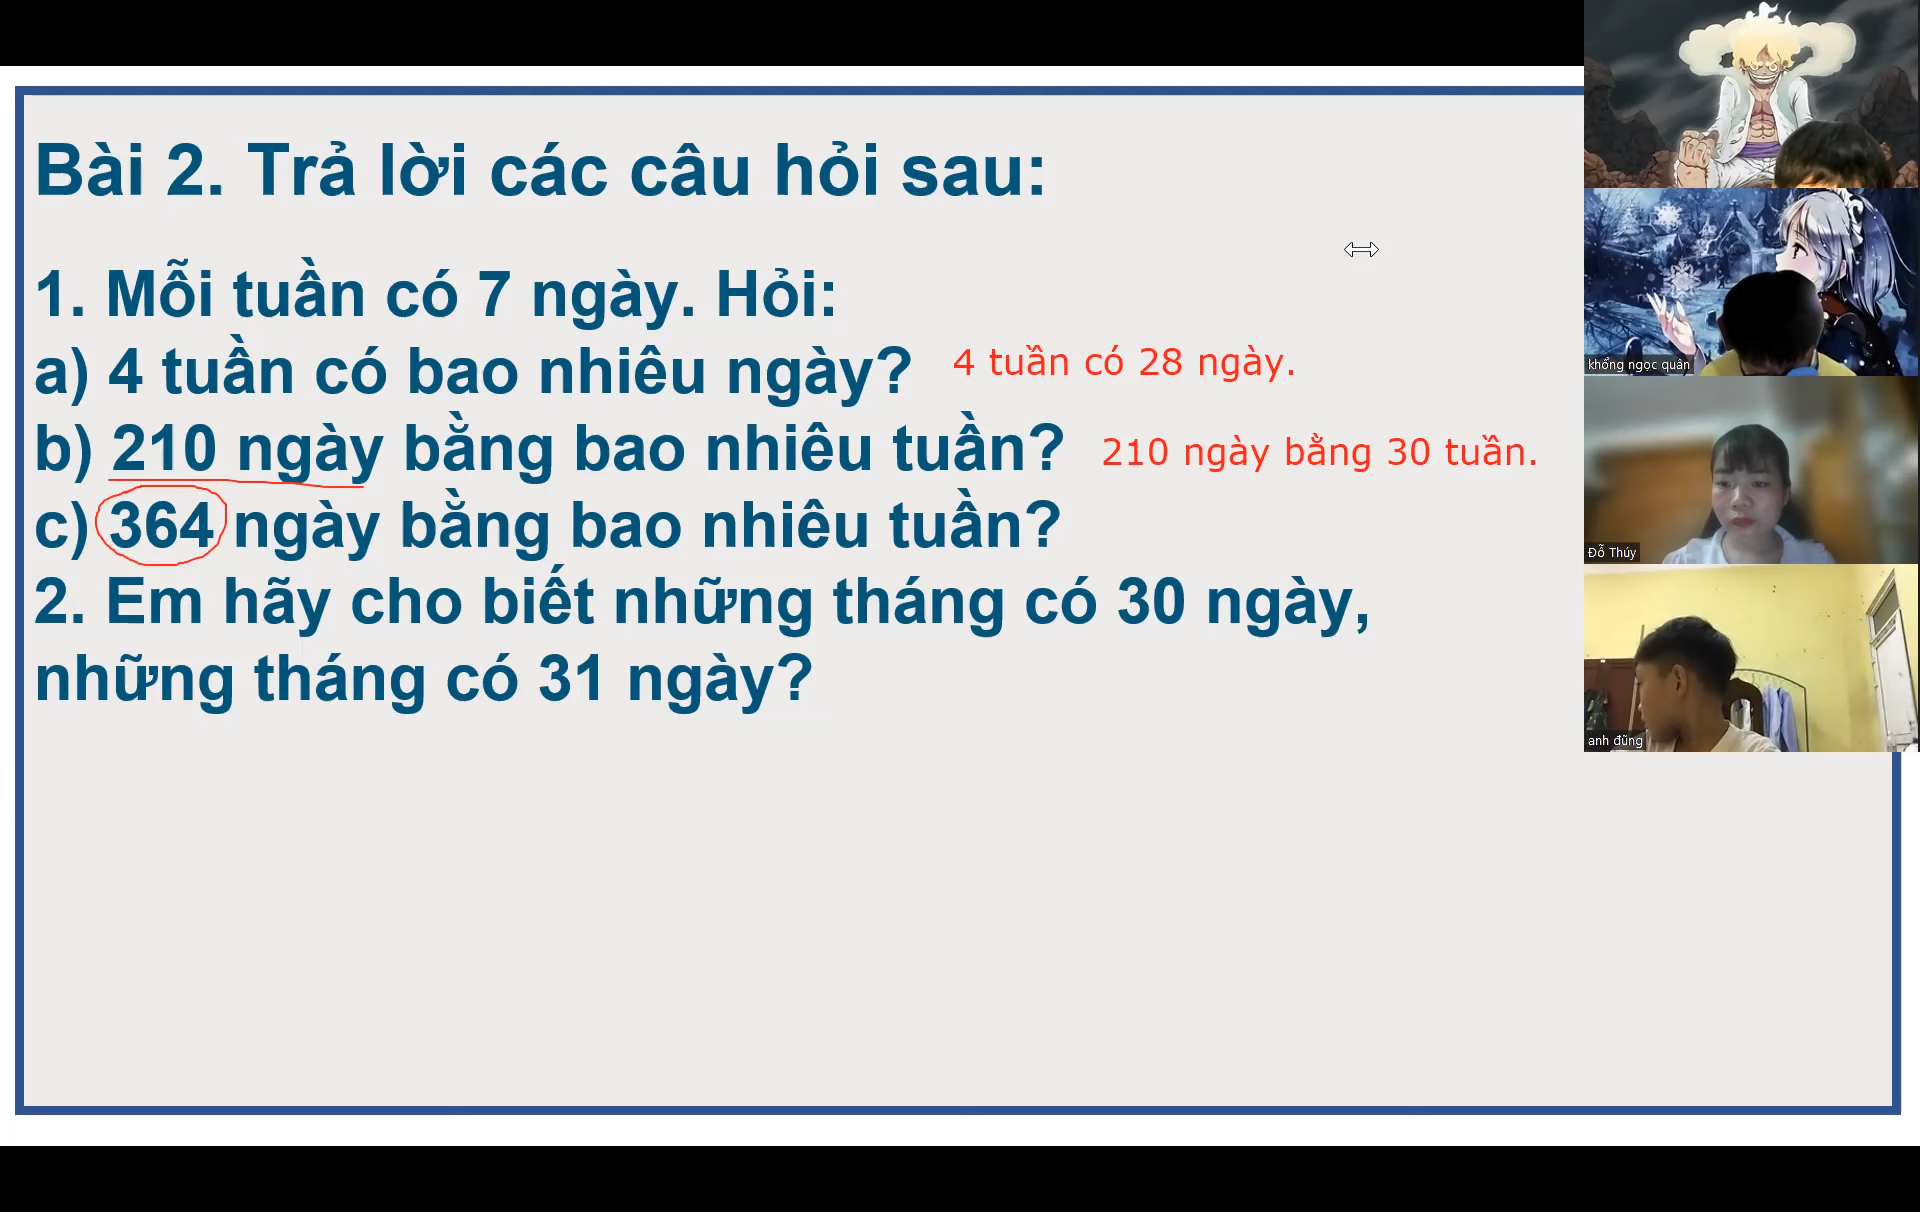 Bài 2. Trả lời các câu hỏi sau:
1. Mỗi tuần có 7 ngày. Hỏi:
a) 4 tuần có bao nhiêu ngày? 4 tuần có 28 ngày.
b) 210 ngày bằng bao nhiêu tuần? 210 ngày bằng 30 tuần.
c) 364 ngày bằng bao nhiêu tuần?
2. Em hãy cho biết những tháng có 30 ngày,
những tháng có 31 ngày?
khổng ngọc quân
Đỗ Thúy
anh đũng